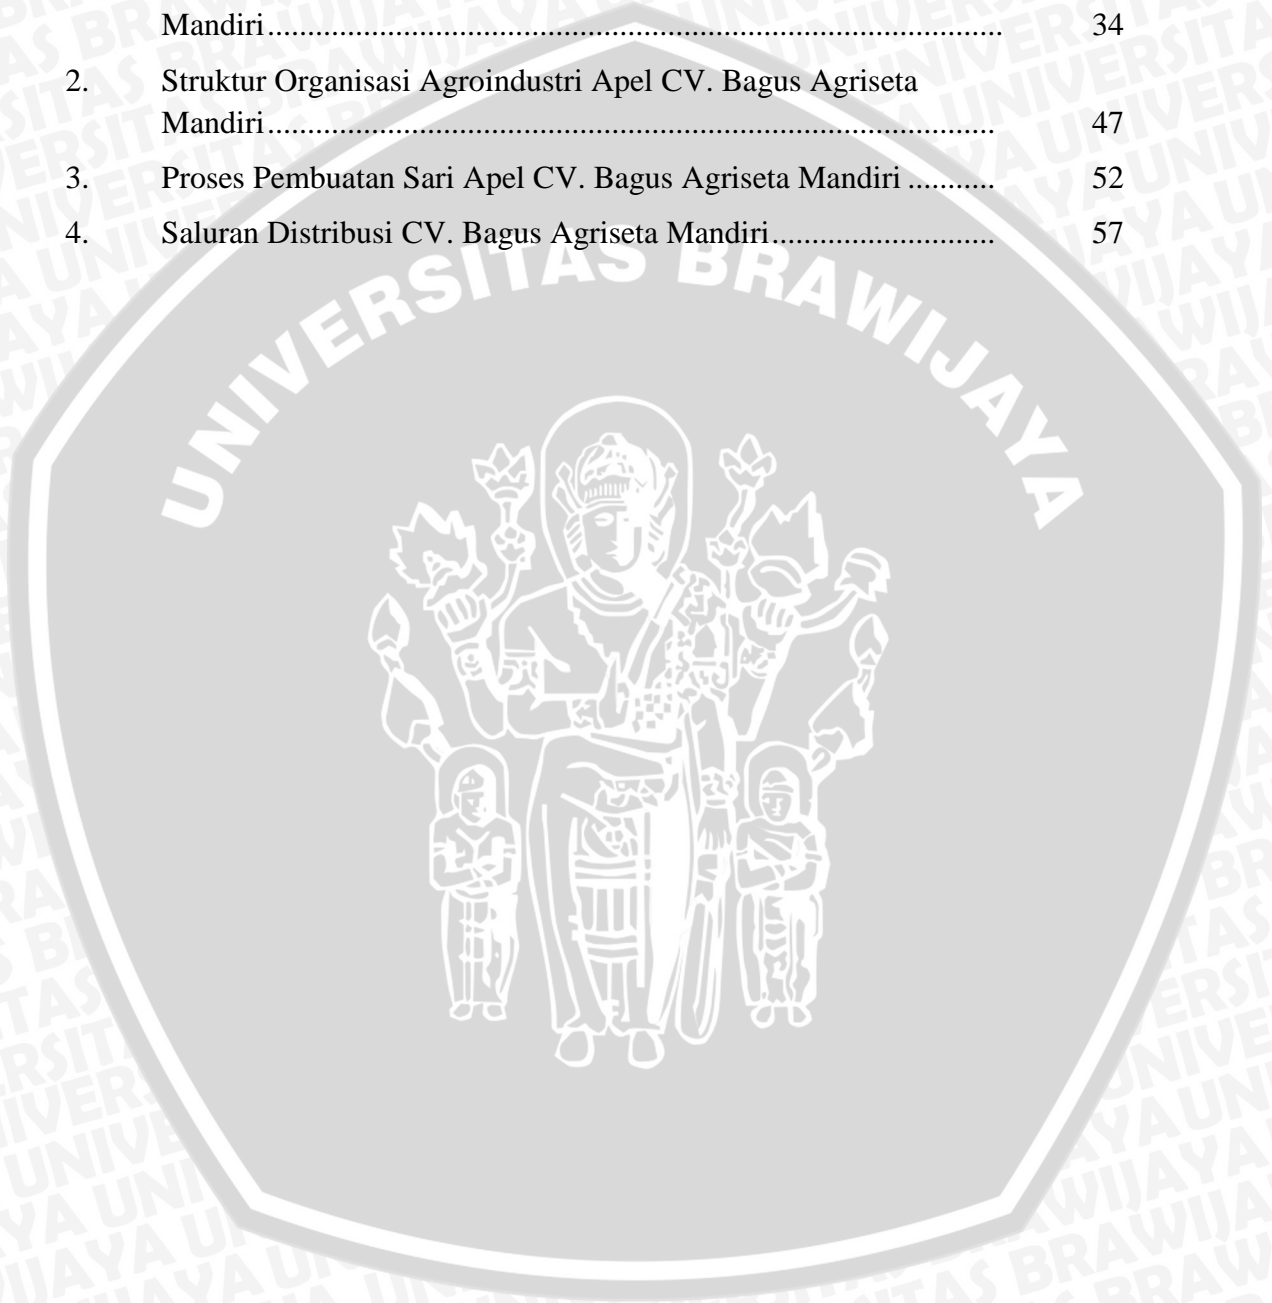 Mandiri........................................................................................... 34
2. Struktur Organisasi Agroindustri Apel CV. Bagus Agriseta
Mandiri.......................................................................................... 47
3. Proses Pembuatan Sari Apel CV. Bagus Agriseta Mandiri ........... 52
4. Saluran Distribusi CV. Bagus Agriseta Mandiri............................ 57
UNIVERSITAS BRAWIJAYA